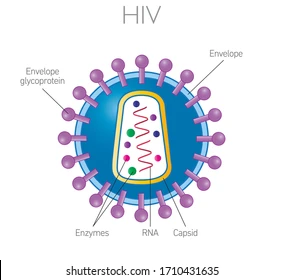 HIV
Envelope
Envelope
glycoprotein
Enzymes
RNA
Capsid
shutterstock.com · 1710431635